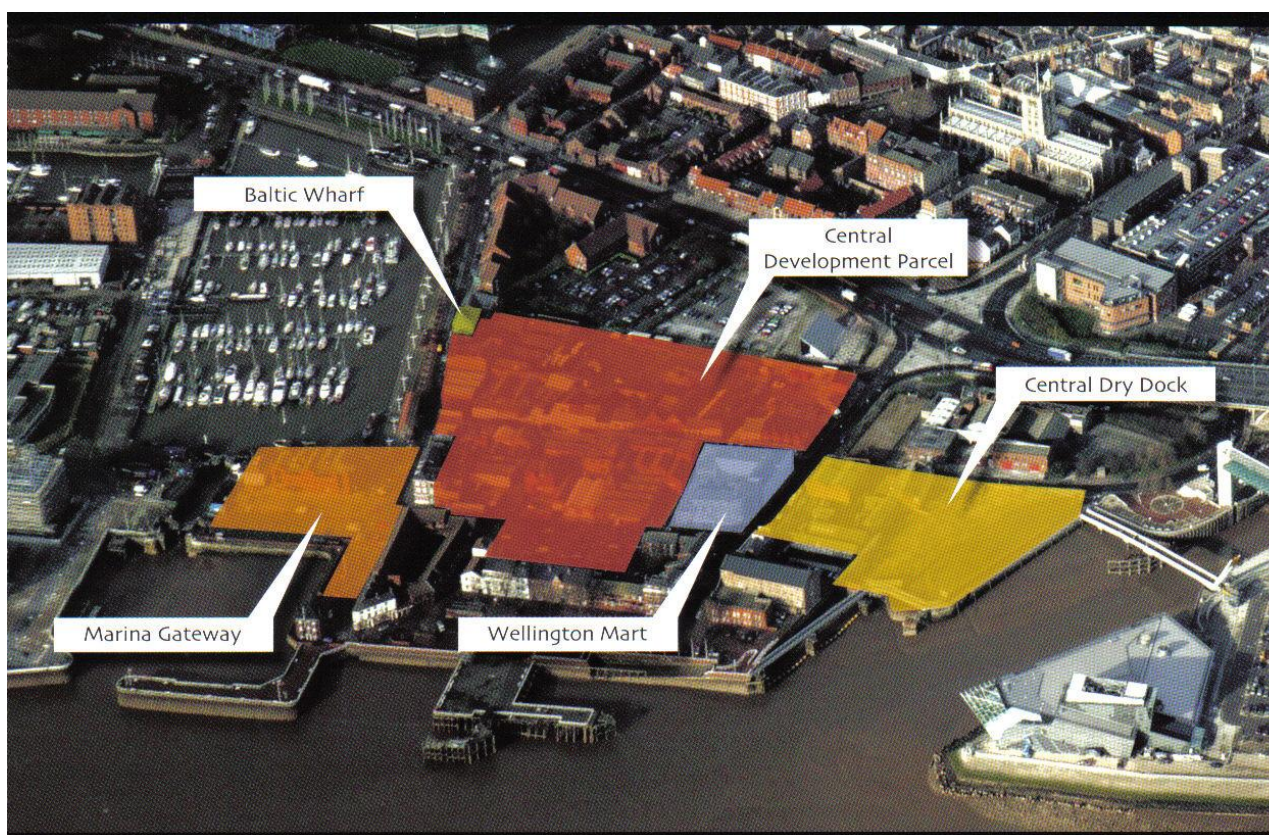 Baltic Wharf
Central
Development Parcel
Central Dry Dock
Marina Gateway
Wellington Mart